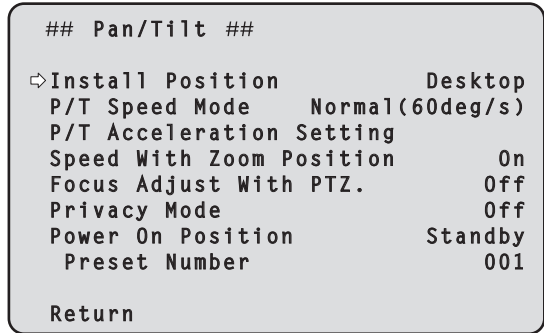 ## Pan/Tilt ##
⇨Install Position Desktop
P/T Speed Mode Normal(60deg/s)
P/T Acceleration Setting
Speed With Zoom Position On
Focus Adjust With PTZ. Off
Privacy Mode Off
Power On Position Standby
Preset Number 001
Return